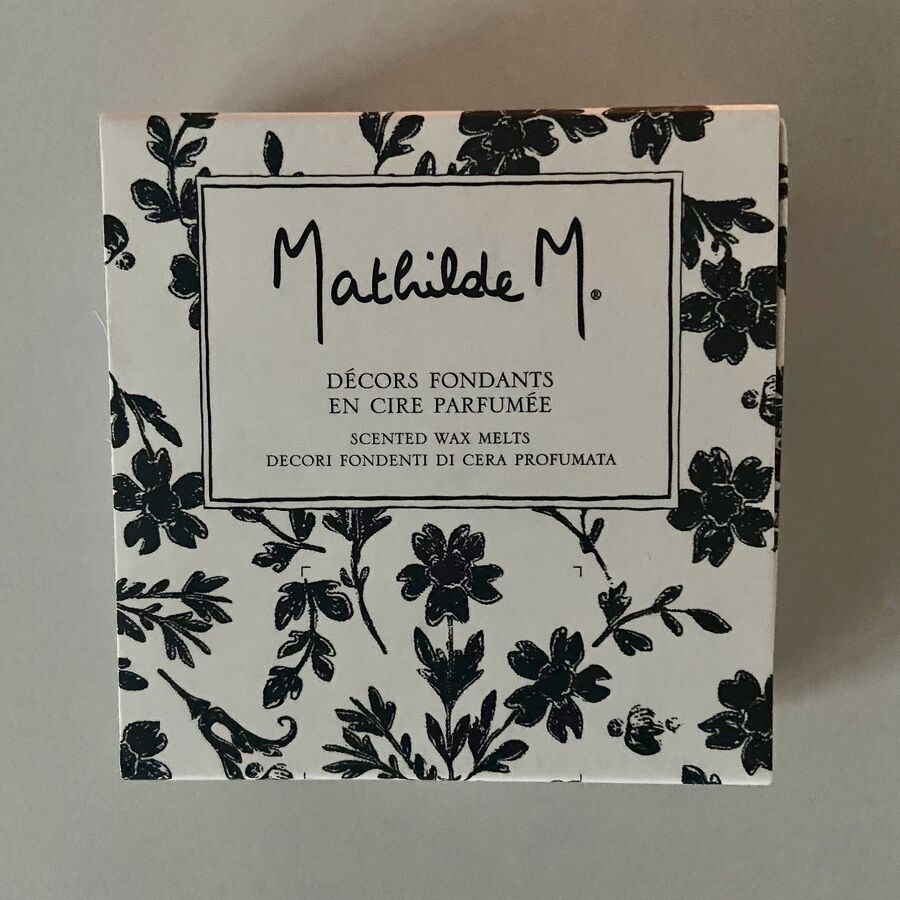 Mathilde M®
DÉCORS FONDANTS
EN CIRE PARFUMÉE
SCENTED WAX MELTS
DECORI FONDENTI DI CERA PROFUMATA